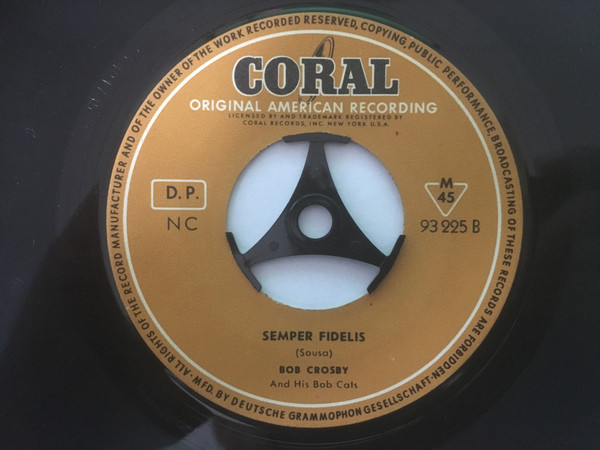 ALL RIGHTS OF THE RECORD MANUFACTURER AND OF THE OWNER OF THE WORK RECORDED RESERVED, COPYING, PUBLIC PERFORMANCE, BROADCASTING OF THESE RECORDS ARE FORBIDDEN·
CORAL
ORIGINAL AMERICAN RECORDING
LICENSED BY AND TRADEMARK REGISTERED BY
CORAL RECORDS, INC. NEW YORK U.S.A.
D.P.
NC
M
45
93 225 B
SEMPER FIDELIS
(Sousa)
BOB CROSBY
And His Bob Cats
MFD. BY DEUTSCHE GRAMMOPHON GESELLSCHAFT·